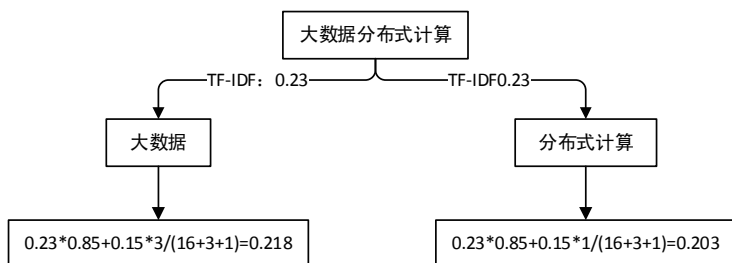 大数据分布式计算
TF-IDF：0.23
TF-IDF0.23
大数据
分布式计算
0.23*0.85+0.15*3/(16+3+1)=0.218
0.23*0.85+0.15*1/(16+3+1)=0.203